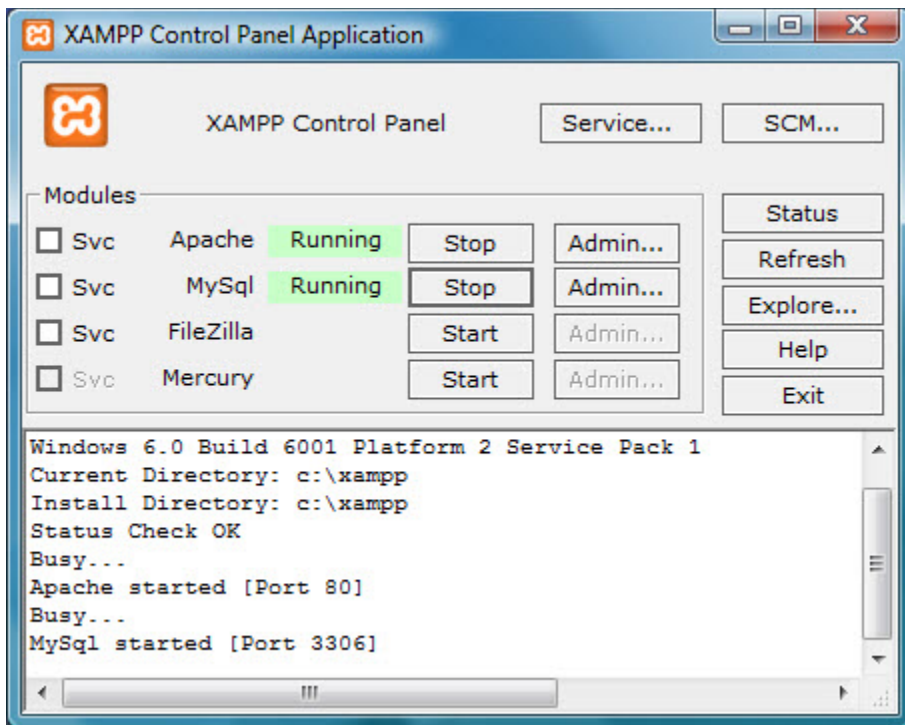 XAMPP Control Panel Application
XAMPP Control Panel Service... SCM...
Modules
Svc Apache Running Stop Admin...
Svc MySql Running Stop Admin...
Svc FileZilla Start Admin...
Svc Mercury Start Admin...
Status
Refresh
Explore...
Help
Exit
Windows 6.0 Build 6001 Platform 2 Service Pack 1
Current Directory: c:\xampp
Install Directory: c:\xampp
Status Check OK
Busy...
Apache started [Port 80]
Busy...
MySql started [Port 3306]